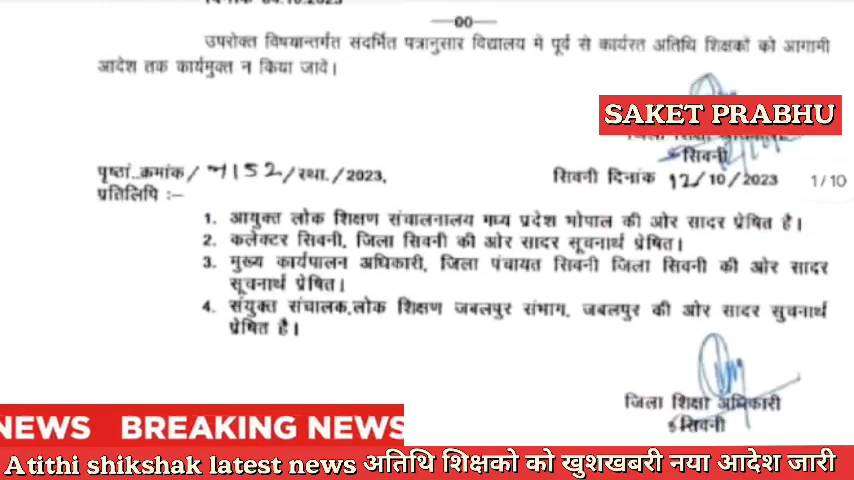 दिनांक 04.10.2023
—00—
उपरोक्त विषयान्तर्गत संदर्भित पत्रानुसार विद्यालय में पूर्व से कार्यरत अतिथि शिक्षकों को आगामी
आदेश तक कार्यमुक्त न किया जावे।
SAKET PRABHU
सिवनी
पृष्ठां..क्रमांक/4152/स्था./2023, सिवनी दिनांक 12/10/2023
1/10
प्रतिलिपि :–
1. आयुक्त लोक शिक्षण संचालनालय मध्य प्रदेश भोपाल की ओर सादर प्रेषित है।
2. कलेक्टर सिवनी, जिला सिवनी की ओर सादर सूचनार्थ प्रेषित।
3. मुख्य कार्यपालन अधिकारी, जिला पंचायत सिवनी जिला सिवनी की ओर सादर
सूचनार्थ प्रेषित।
4. संयुक्त संचालक,लोक शिक्षण जबलपुर संभाग, जबलपुर की ओर सादर सुचनार्थ
प्रेषित है।
जिला शिक्षा अधिकारी
सिवनी
NEWS BREAKING NEWS
Atithi shikshak latest news अतिथि शिक्षको को खुशखबरी नया आदेश जारी